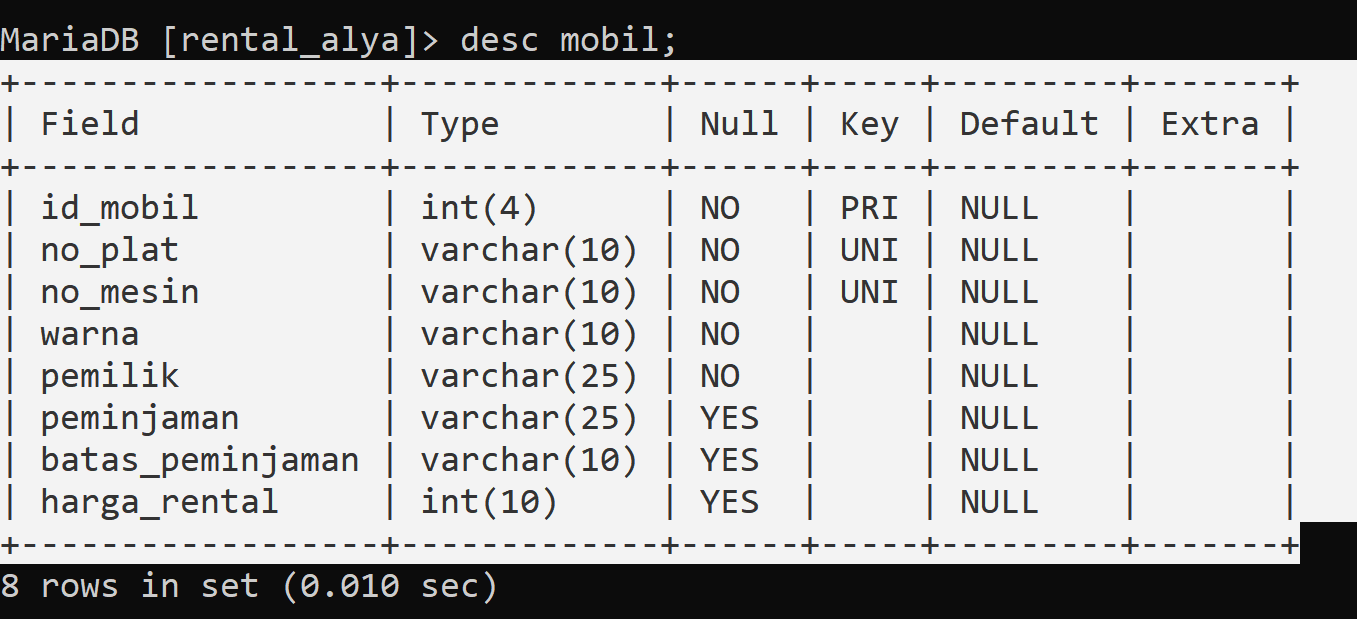 MariaDB [rental_alya]> desc mobil;
+------------------+-------------+------+-----+---------+-------+
| Field            | Type        | Null | Key | Default | Extra |
+------------------+-------------+------+-----+---------+-------+
| id_mobil         | int(4)      | NO   | PRI | NULL    |       |
| no_plat          | varchar(10) | NO   | UNI | NULL    |       |
| no_mesin         | varchar(10) | NO   | UNI | NULL    |       |
| warna            | varchar(10) | NO   |     | NULL    |       |
| pemilik          | varchar(25) | NO   |     | NULL    |       |
| peminjaman       | varchar(25) | YES  |     | NULL    |       |
| batas_peminjaman | varchar(10) | YES  |     | NULL    |       |
| harga_rental     | int(10)     | YES  |     | NULL    |       |
+------------------+-------------+------+-----+---------+-------+
8 rows in set (0.010 sec)